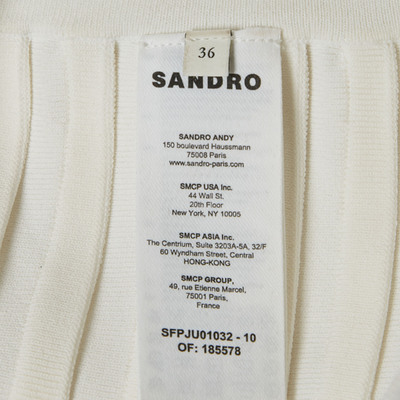 36
SANDRO
SANDRO ANDY
150 boulevard Haussmann
75008 Paris
www.sandro-paris.com
SMCP USA Inc.
44 Wall St.
20th Floor
New York, NY 10005
SMCP ASIA Inc.
The Centrium, Suite 3203A-5A, 32/F
60 Wyndham Street, Central
HONG-KONG
SMCP GROUP,
49, rue Etienne Marcel,
75001 Paris,
France
SFPJU01032 - 10
OF: 185578